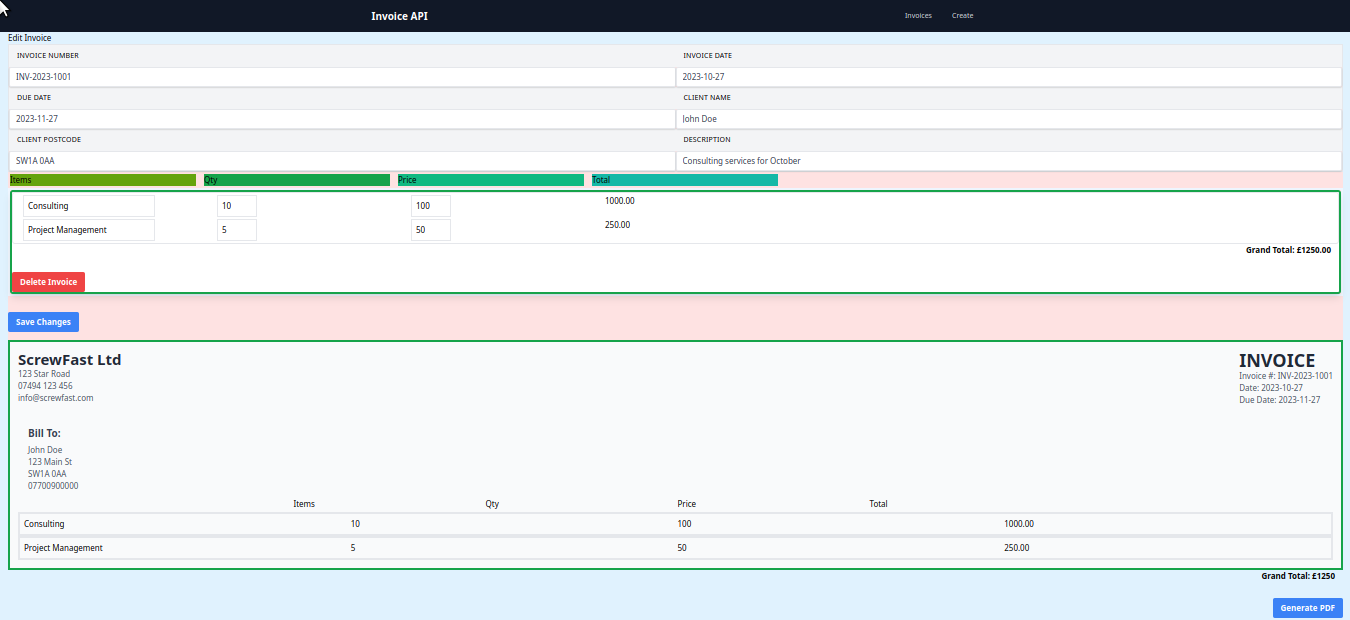 Invoice API Invoices Create
Edit Invoice
INVOICE NUMBER INVOICE DATE
INV-2023-1001 2023-10-27
DUE DATE CLIENT NAME
2023-11-27 John Doe
CLIENT POSTCODE DESCRIPTION
SW1A 0AA Consulting services for October
Items Qty Price Total
Consulting 10 100 1000.00
Project Management 5 50 250.00
Grand Total: £1250.00
Delete Invoice
Save Changes
ScrewFast Ltd INVOICE
123 Star Road Invoice #: INV-2023-1001
07494 123 456 Date: 2023-10-27
info@screwfast.com Due Date: 2023-11-27
Bill To:
John Doe
123 Main St
SW1A 0AA
07700900000
Items Qty Price Total
Consulting 10 100 1000.00
Project Management 5 50 250.00
Grand Total: £1250
Generate PDF